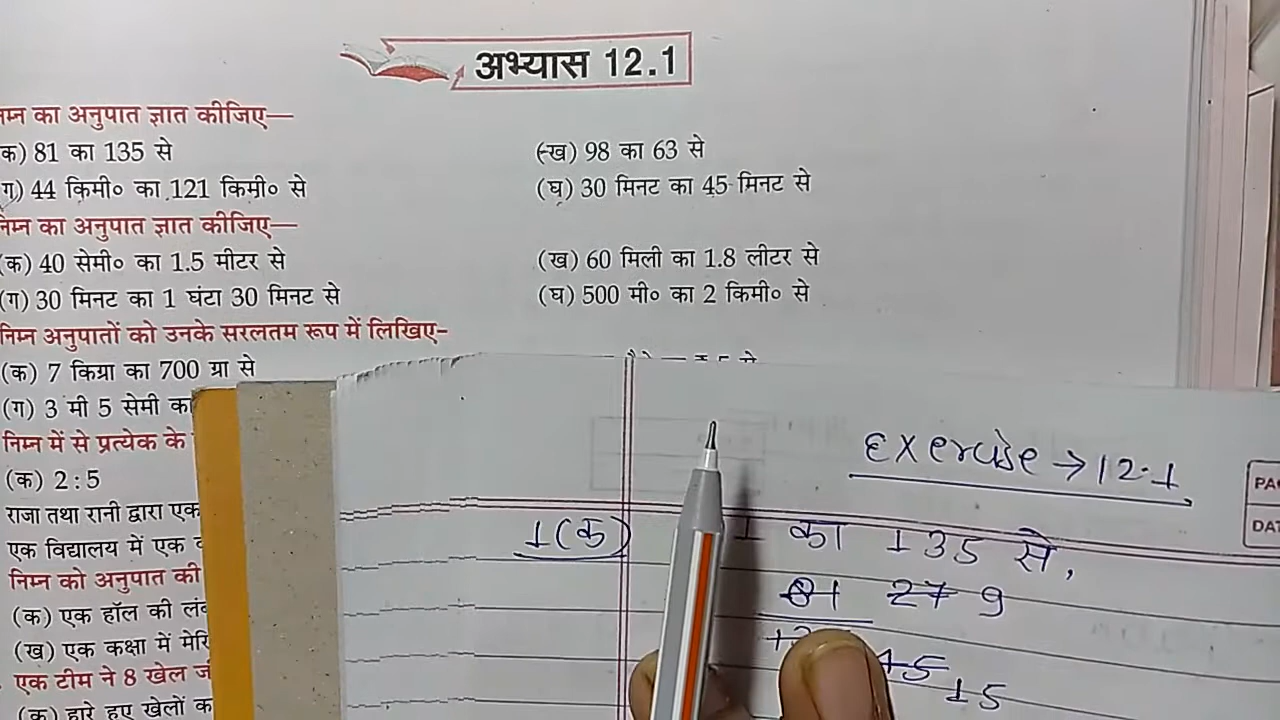 अभ्यास 12.1
निम्न का अनुपात ज्ञात कीजिए—
क) 81 का 135 से
(ख) 98 का 63 से
ग) 44 किमी० का 121 किमी० से
(घ) 30 मिनट का 45 मिनट से
निम्न का अनुपात ज्ञात कीजिए—
(क) 40 सेमी० का 1.5 मीटर से
(ख) 60 मिली का 1.8 लीटर से
(ग) 30 मिनट का 1 घंटा 30 मिनट से
(घ) 500 मी० का 2 किमी० से
निम्न अनुपातों को उनके सरलतम रूप में लिखिए-
(क) 7 किग्रा का 700 ग्रा से
(ग) 3 मी 5 सेमी का
निम्न में से प्रत्येक के
(क) 2 : 5
राजा तथा रानी द्वारा एक
एक विद्यालय में एक
निम्न को अनुपात की
(क) एक हॉल की
(ख) एक कक्षा में
एक टीम ने 8 खेल
(क) हारे हुए खेलों
Exercise → 12.1
1 (क) 1 का 135 से,
81 27 9
45 15